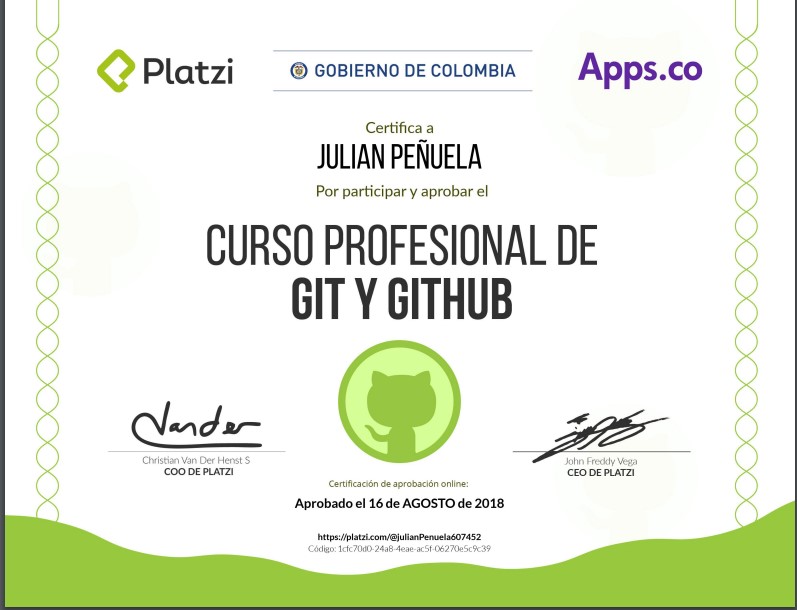 Platzi
GOBIERNO DE COLOMBIA
Apps.co
Certifica a
JULIAN PEÑUELA
Por participar y aprobar el
CURSO PROFESIONAL DE
GIT Y GITHUB
Vander
Christian Van Der Henst S
COO DE PLATZI
John Freddy Vega
CEO DE PLATZI
Certificación de aprobación online:
Aprobado el 16 de AGOSTO de 2018
https://platzi.com/@julianPenuela607452
Código: 1cfc70d0-24a8-4eae-ac5f-06270e5c9c39